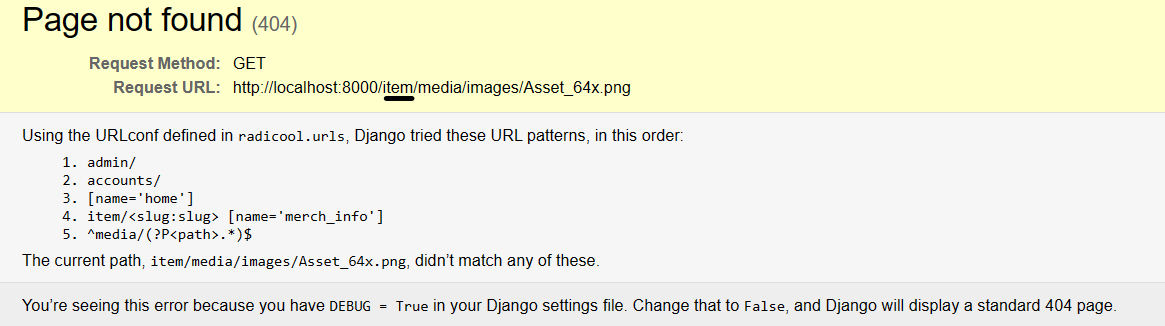 Page not found (404)
Request Method: GET
Request URL: http://localhost:8000/item/media/images/Asset_64x.png
Using the URLconf defined in radicool.urls, Django tried these URL patterns, in this order:
1. admin/
2. accounts/
3. [name='home']
4. item/<slug:slug> [name='merch_info']
5. ^media/(?P<path>.*)$
The current path, item/media/images/Asset_64x.png, didn’t match any of these.
You’re seeing this error because you have DEBUG = True in your Django settings file. Change that to False, and Django will display a standard 404 page.